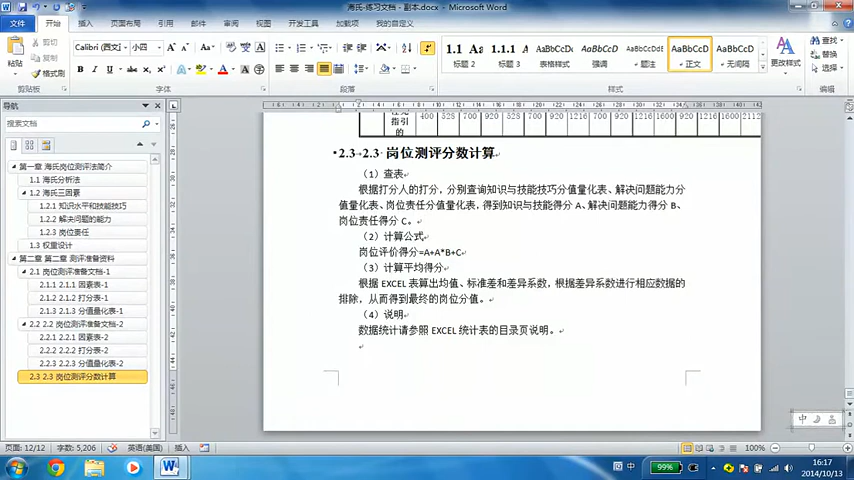 海氏-练习文档 - 副本.docx - Microsoft Word
文件 开始 插入 页面布局 引用 邮件 审阅 视图 开发工具 加载项 我的自定义
剪切
复制
粘贴 格式刷
Calibri (西文) 小四
B I U
1.1 Aa 1.1.1 A AaBbCcDd AaBbCcD AaBbCcDd AaBbCcD AaBbCcD
标题 2 标题 3 表格样式 强调 题注 正文 无间隔
更改样式
查找
替换
选择
剪贴板 字体 段落 样式 编辑
导航
搜索文档
第一章 海氏岗位测评法简介
1.1 海氏分析法
1.2 海氏三因素
1.2.1 知识水平和技能技巧
1.2.2 解决问题的能力
1.2.3 岗位责任
1.3 权重设计
第二章 第二章 测评准备资料
2.1 岗位测评准备文档-1
2.1.1 2.1.1 因素表-1
2.1.2 2.1.2 打分表-1
2.1.3 2.1.3 分值量化表-1
2.2 2.2 岗位测评准备文档-2
2.2.1 2.2.1 因素表-2
2.2.2 2.2.2 打分表-2
2.2.3 2.2.3 分值量化表-2
2.3 2.3 岗位测评分数计算
指引 400 525 700 920 528 700 920 1216 700 920 1216 1600 920 1216 1600 2112
的
2.3 2.3 岗位测评分数计算
（1）查表
根据打分人的打分，分别查询知识与技能技巧分值量化表、解决问题能力分
值量化表、岗位责任分值量化表，得到知识与技能得分 A、解决问题能力得分 B、
岗位责任得分 C。
（2）计算公式
岗位评价得分=A+A*B+C
（3）计算平均得分
根据 EXCEL 表算出均值、标准差和差异系数，根据差异系数进行相应数据的
排除，从而得到最终的岗位分值。
（4）说明
数据统计请参照 EXCEL 统计表的目录页说明。
中
页面: 12/12 字数: 5,206 英语(美国) 插入 100%
99% 中
16:17
2014/10/13